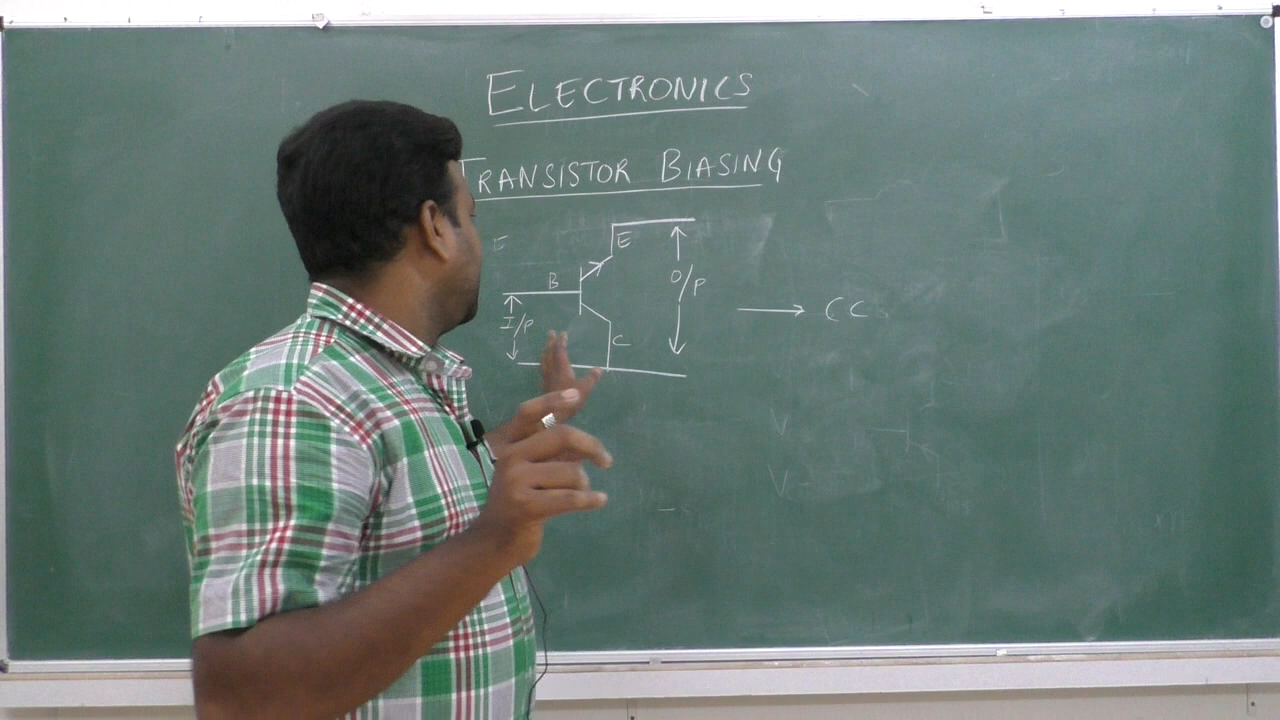 ELECTRONICS
TRANSISTOR BIASING
E
E
B
O/P
I/P
C
CC
V
V